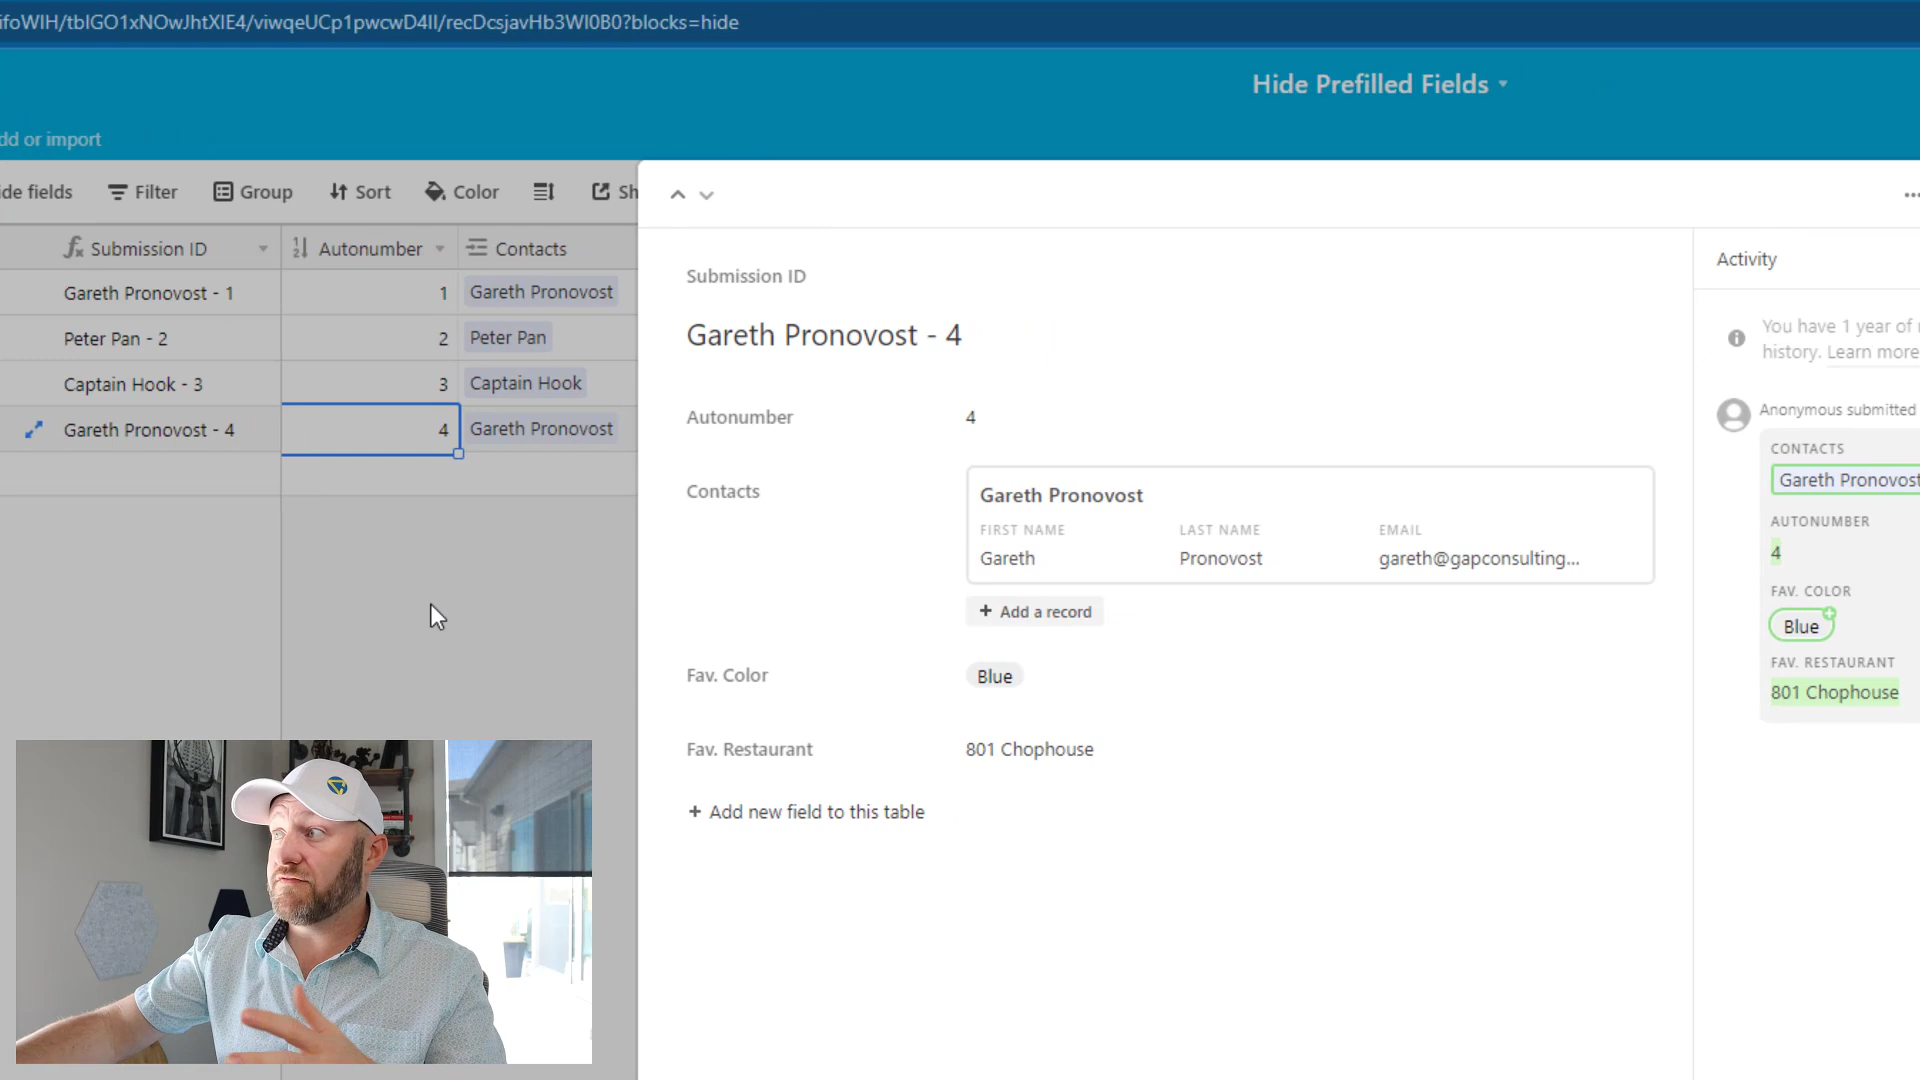 ifoWIH/tblGO1xNOwJhtXIE4/viwqeUCp1pwcwD4II/recDcsjavHb3WI0B0?blocks=hide
Hide Prefilled Fields
dd or import
de fields
Filter
Group
Sort
Color
Sh
Submission ID
Autonumber
Contacts
Gareth Pronovost - 1
1
Gareth Pronovost
Peter Pan - 2
2
Peter Pan
Captain Hook - 3
3
Captain Hook
Gareth Pronovost - 4
4
Gareth Pronovost
Submission ID
Gareth Pronovost - 4
Autonumber
4
Contacts
Gareth Pronovost
FIRST NAME
LAST NAME
EMAIL
Gareth
Pronovost
gareth@gapconsulting...
+ Add a record
Fav. Color
Blue
Fav. Restaurant
801 Chophouse
+ Add new field to this table
Activity
You have 1 year of r
history. Learn more
Anonymous submitted
CONTACTS
Gareth Pronovost
AUTONUMBER
4
FAV. COLOR
Blue
FAV. RESTAURANT
801 Chophouse